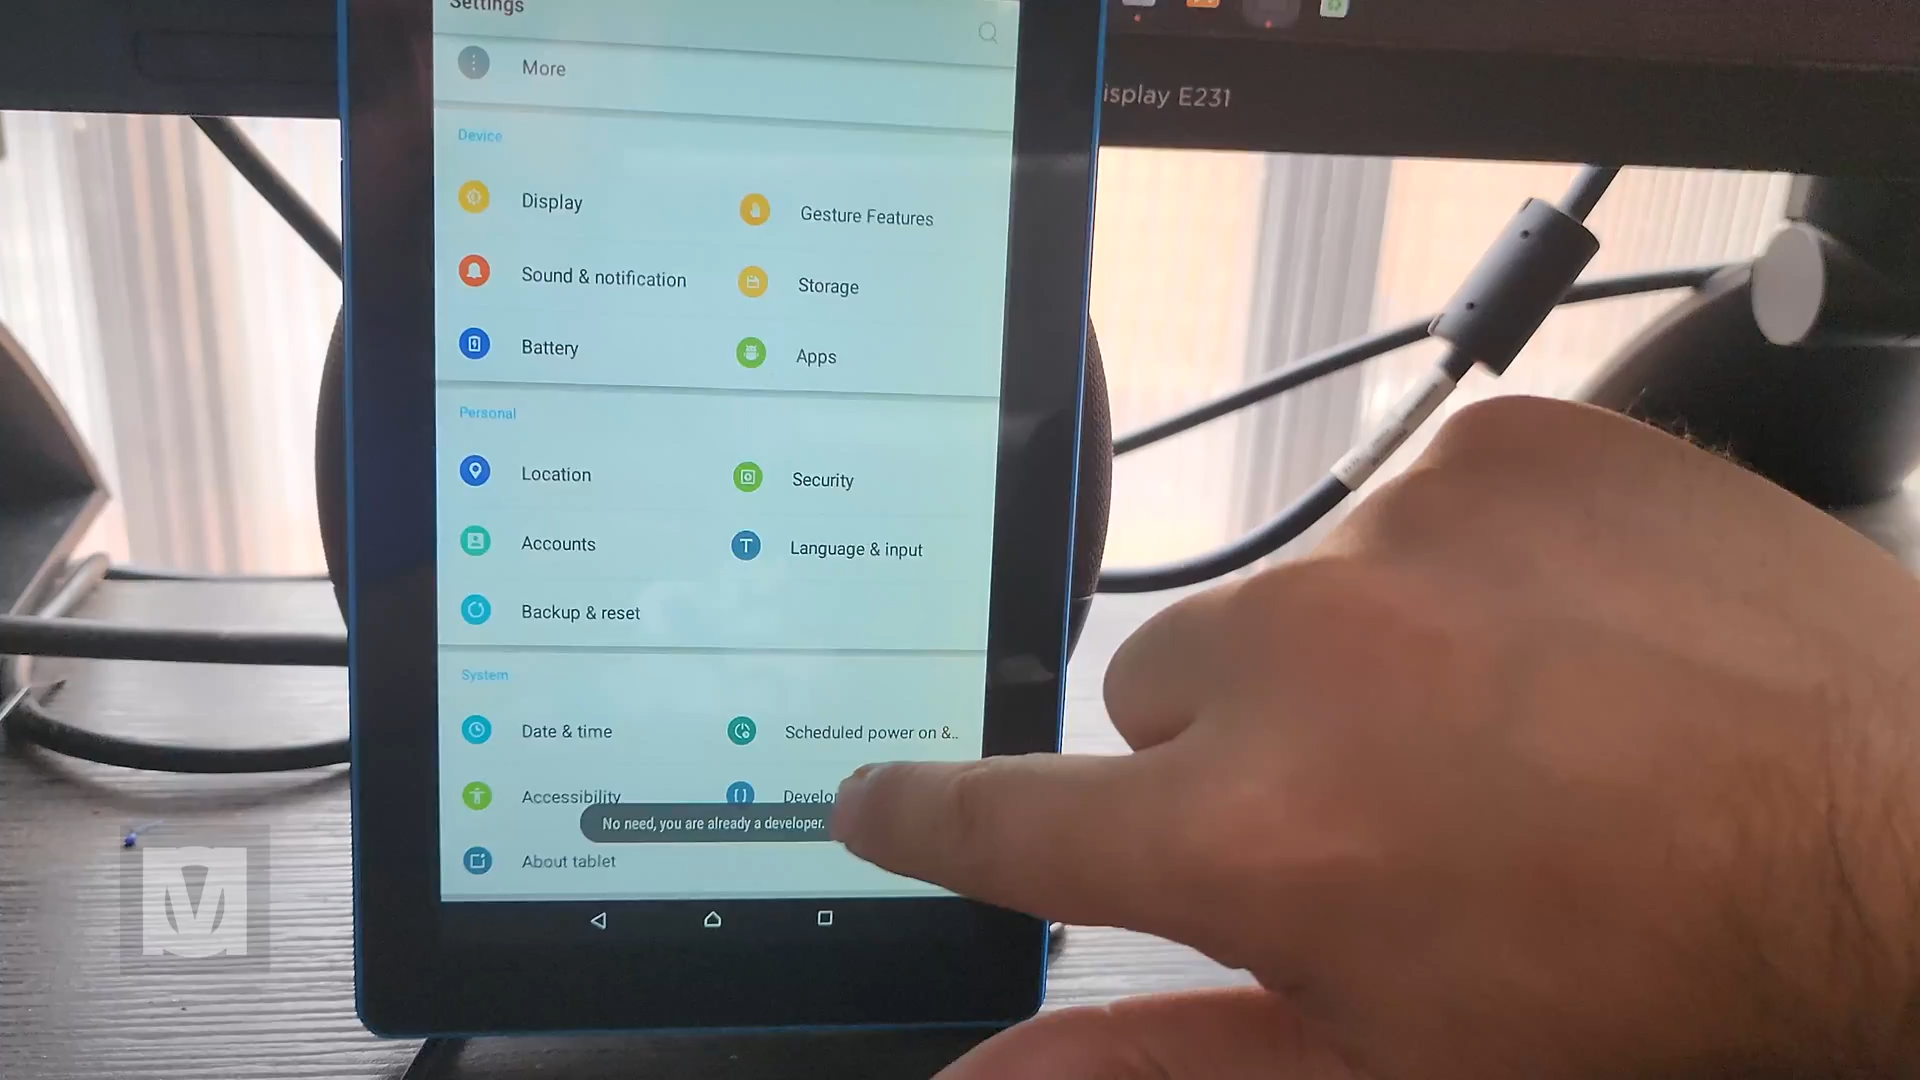 Settings
More
isplay E231
Device
Display
Gesture Features
Sound & notification
Storage
Battery
Apps
Personal
Location
Security
Accounts
Language & input
Backup & reset
System
Date & time
Scheduled power on &..
Accessibility
Develo
No need, you are already a developer.
About tablet